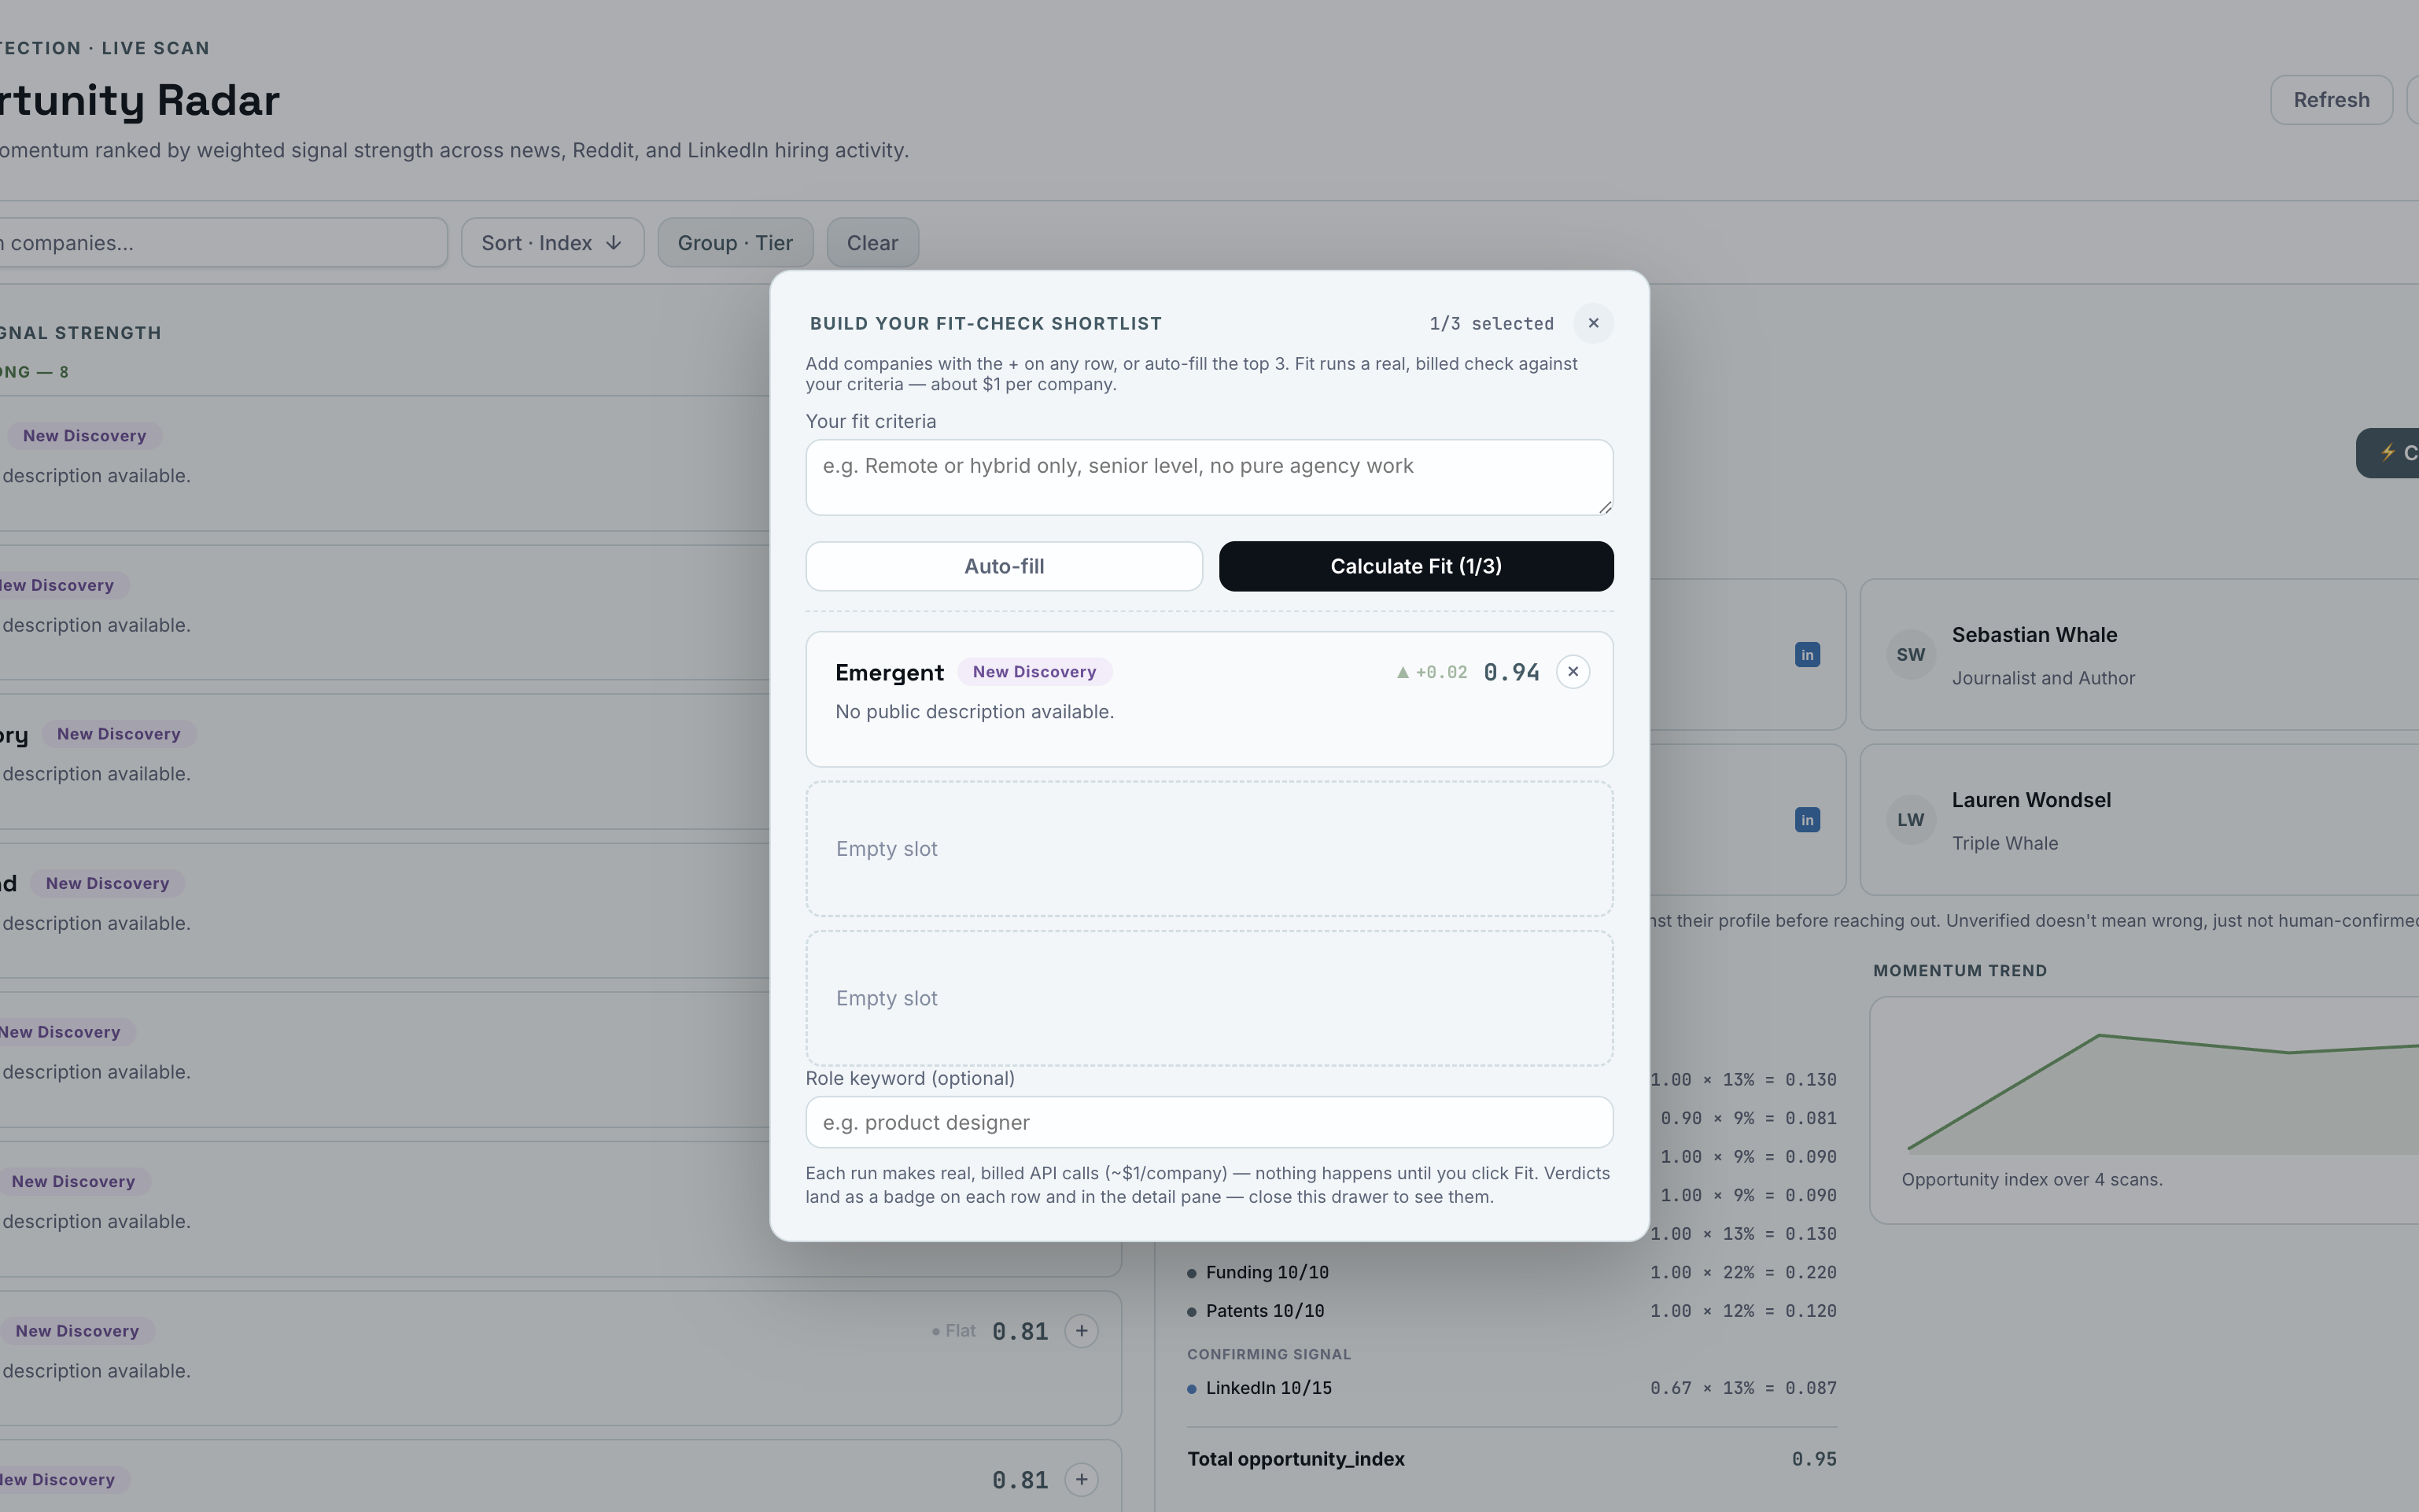 TECTION · LIVE SCAN
rtunity Radar
omentum ranked by weighted signal strength across news, Reddit, and LinkedIn hiring activity.
Refresh
companies...
Sort · Index ↓
Group · Tier
Clear
GNAL STRENGTH
ONG — 8
New Discovery
description available.
New Discovery
description available.
ory
New Discovery
description available.
New Discovery
description available.
New Discovery
description available.
New Discovery
description available.
New Discovery
• Flat 0.81 +
description available.
New Discovery
0.81 +
BUILD YOUR FIT-CHECK SHORTLIST
1/3 selected ×
Add companies with the + on any row, or auto-fill the top 3. Fit runs a real, billed check against
your criteria — about $1 per company.
Your fit criteria
e.g. Remote or hybrid only, senior level, no pure agency work
Auto-fill
Calculate Fit (1/3)
Emergent
New Discovery
▲ +0.02 0.94 ×
No public description available.
Empty slot
Empty slot
Role keyword (optional)
e.g. product designer
Each run makes real, billed API calls (~$1/company) — nothing happens until you click Fit. Verdicts
land as a badge on each row and in the detail pane — close this drawer to see them.
⚡ C
in
SW
Sebastian Whale
Journalist and Author
in
LW
Lauren Wondsel
Triple Whale
nst their profile before reaching out. Unverified doesn't mean wrong, just not human-confirmed
1.00 × 13% = 0.130
0.90 × 9% = 0.081
1.00 × 9% = 0.090
1.00 × 9% = 0.090
1.00 × 13% = 0.130
Funding 10/10 1.00 × 22% = 0.220
Patents 10/10 1.00 × 12% = 0.120
CONFIRMING SIGNAL
LinkedIn 10/15 0.67 × 13% = 0.087
Total opportunity_index 0.95
MOMENTUM TREND
Opportunity index over 4 scans.